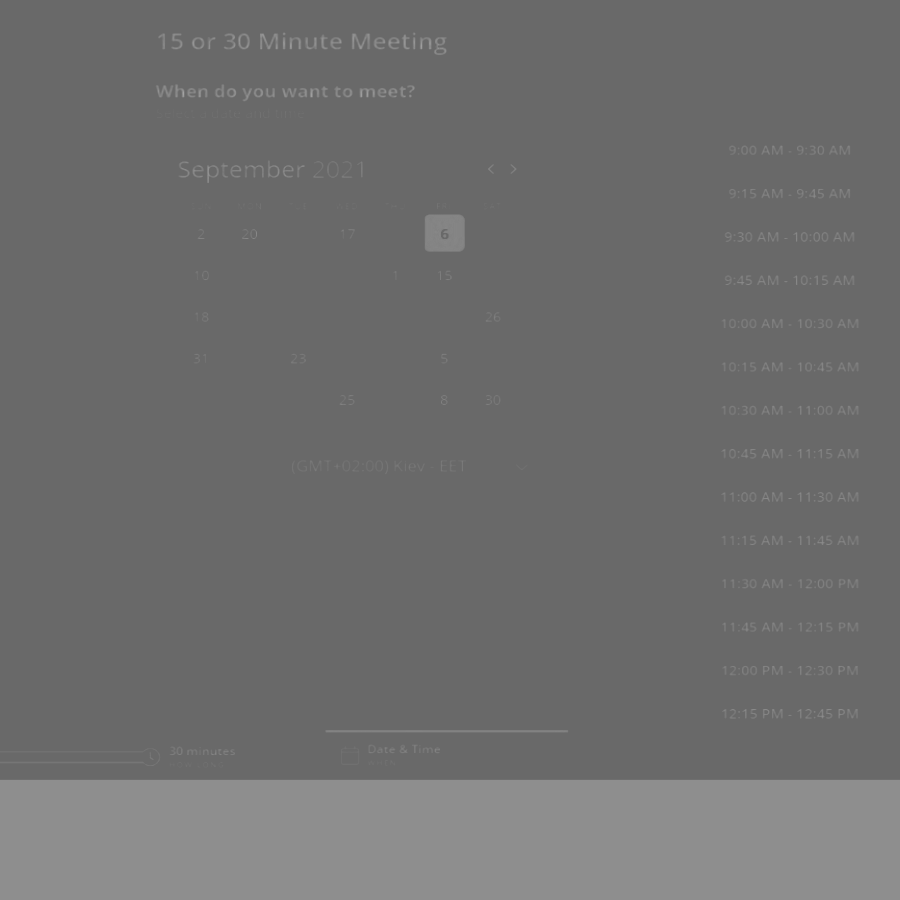 15 or 30 Minute Meeting
When do you want to meet?
September 2021
2 20 17 6
10 1 15
18 26
31 23 5
25 8 30
(GMT+02:00) Kiev - EET
9:00 AM - 9:30 AM
9:15 AM - 9:45 AM
9:30 AM - 10:00 AM
9:45 AM - 10:15 AM
10:00 AM - 10:30 AM
10:15 AM - 10:45 AM
10:30 AM - 11:00 AM
10:45 AM - 11:15 AM
11:00 AM - 11:30 AM
11:15 AM - 11:45 AM
11:30 AM - 12:00 PM
11:45 AM - 12:15 PM
12:00 PM - 12:30 PM
12:15 PM - 12:45 PM
30 minutes
Date & Time